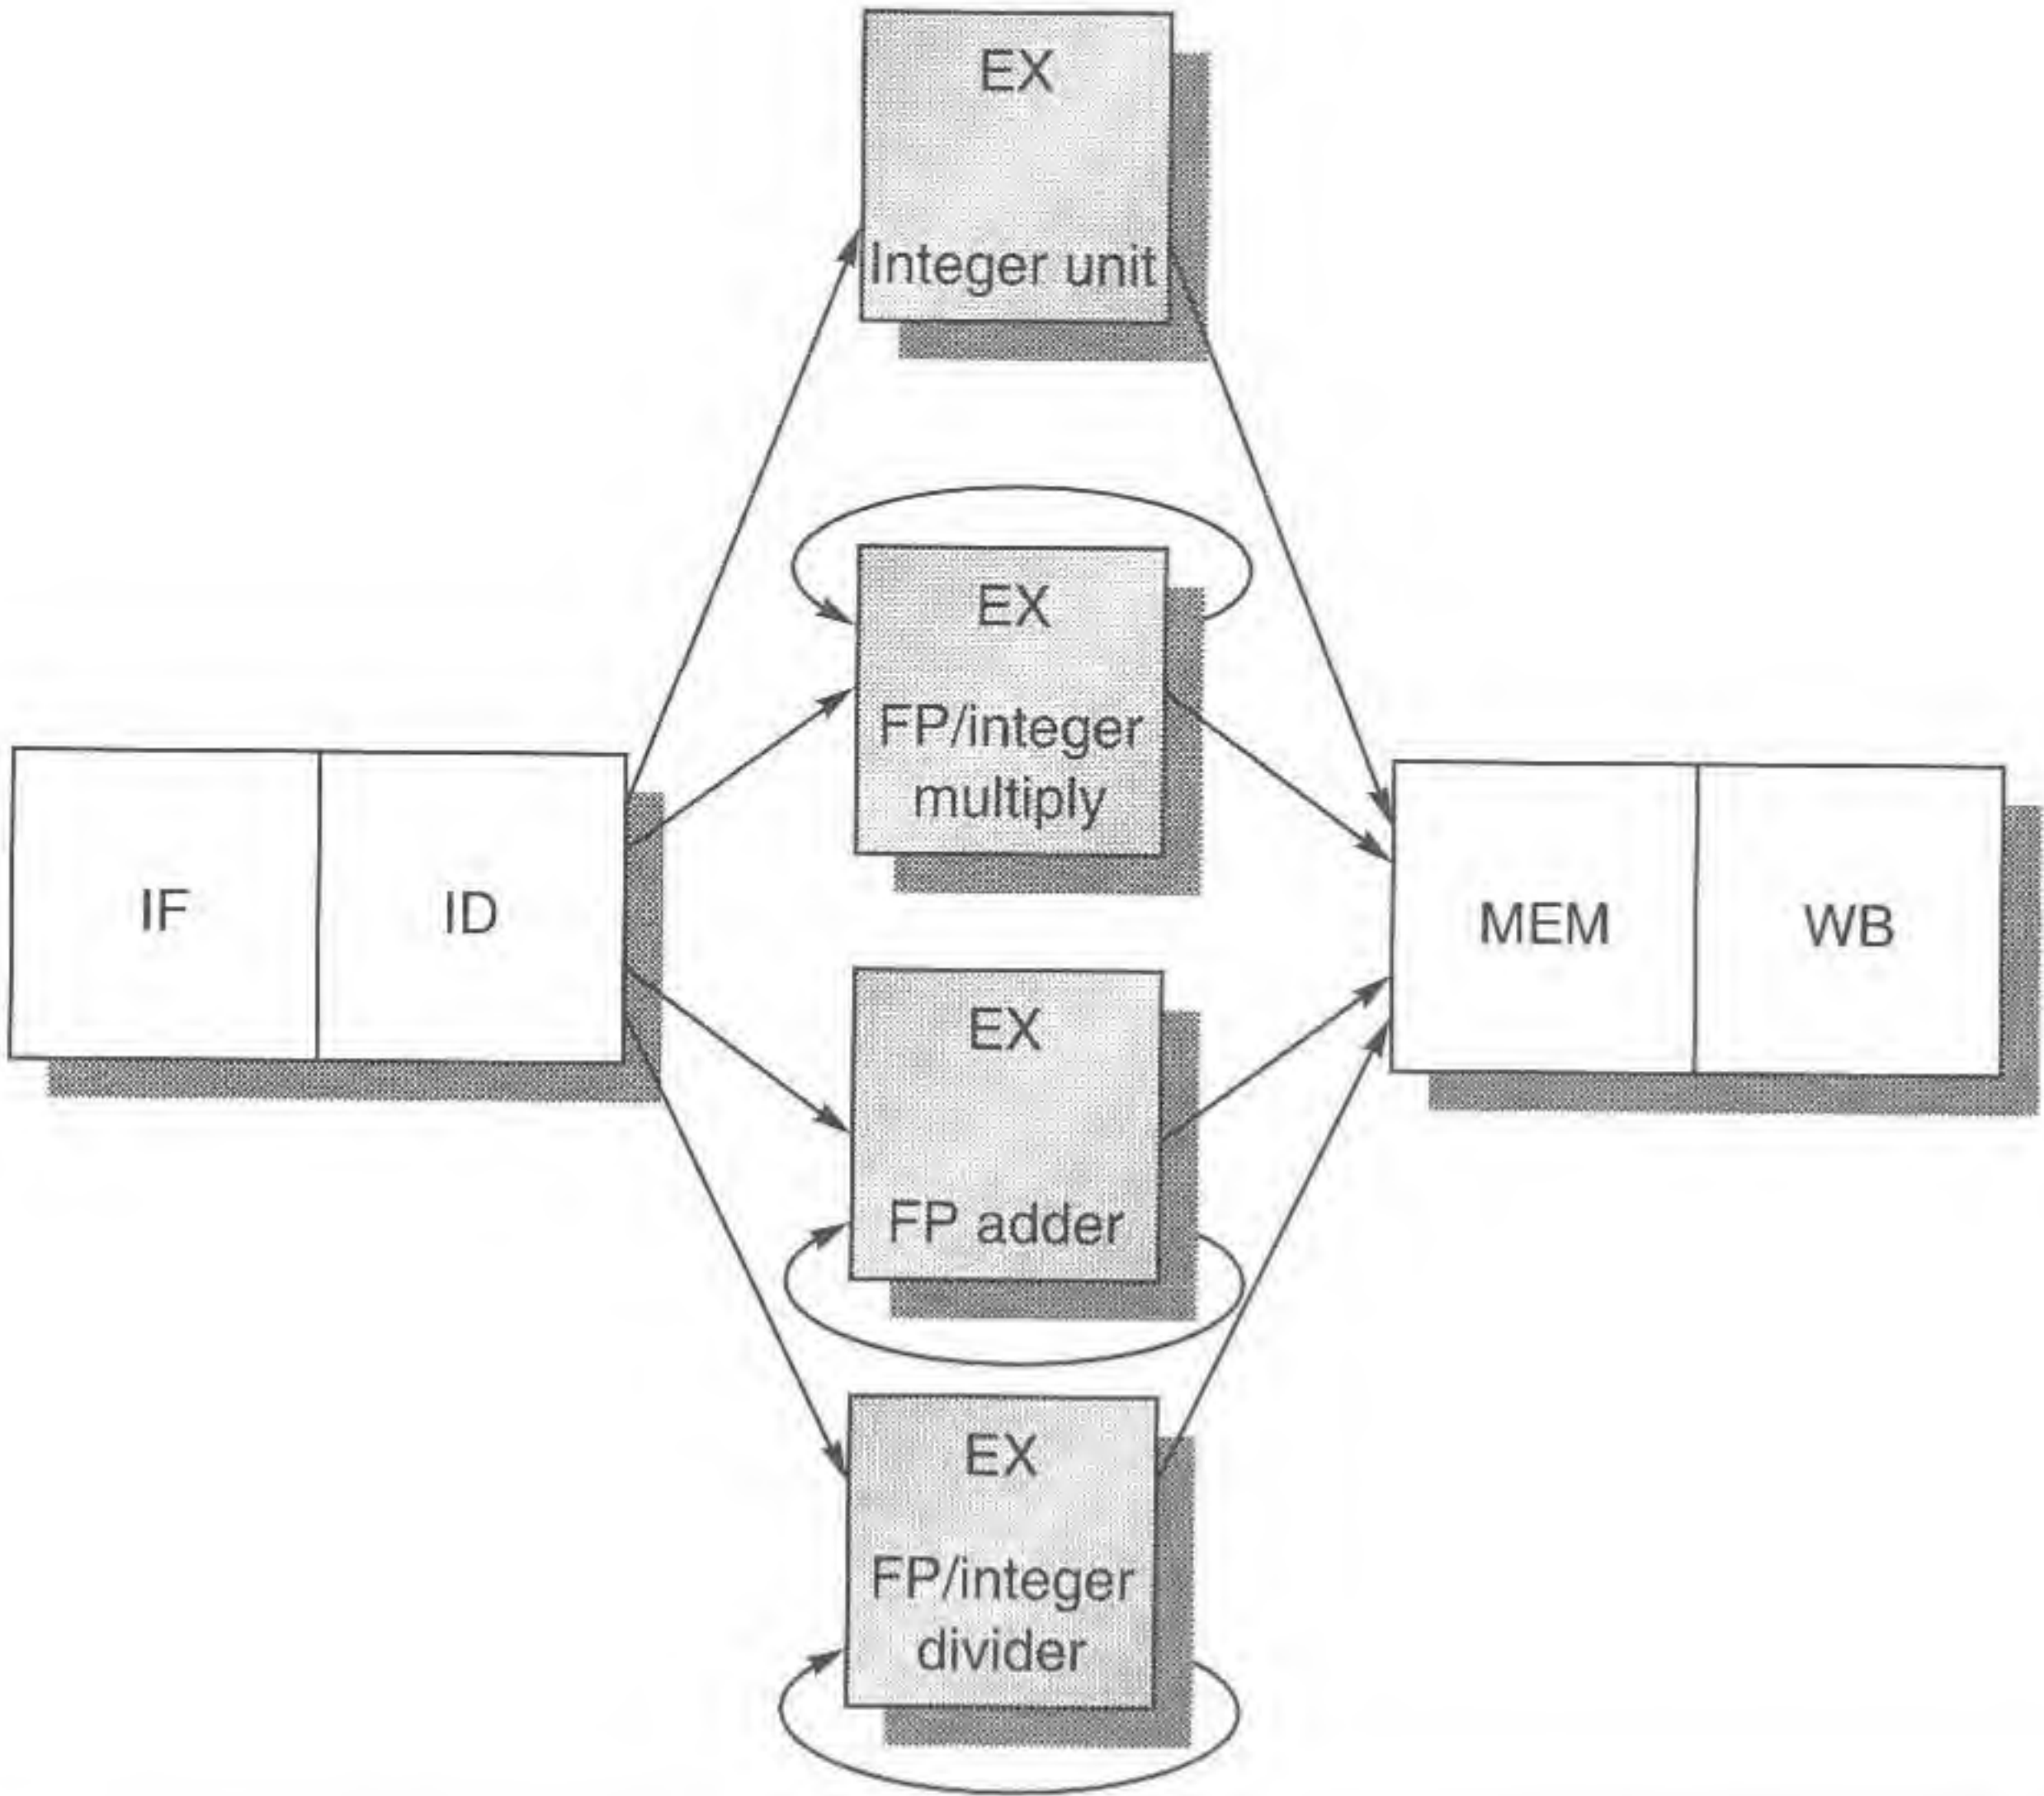 EX
Integer unit
EX
FP/integer
multiply
IF
ID
MEM
WB
EX
FP adder
EX
FP/integer
divider